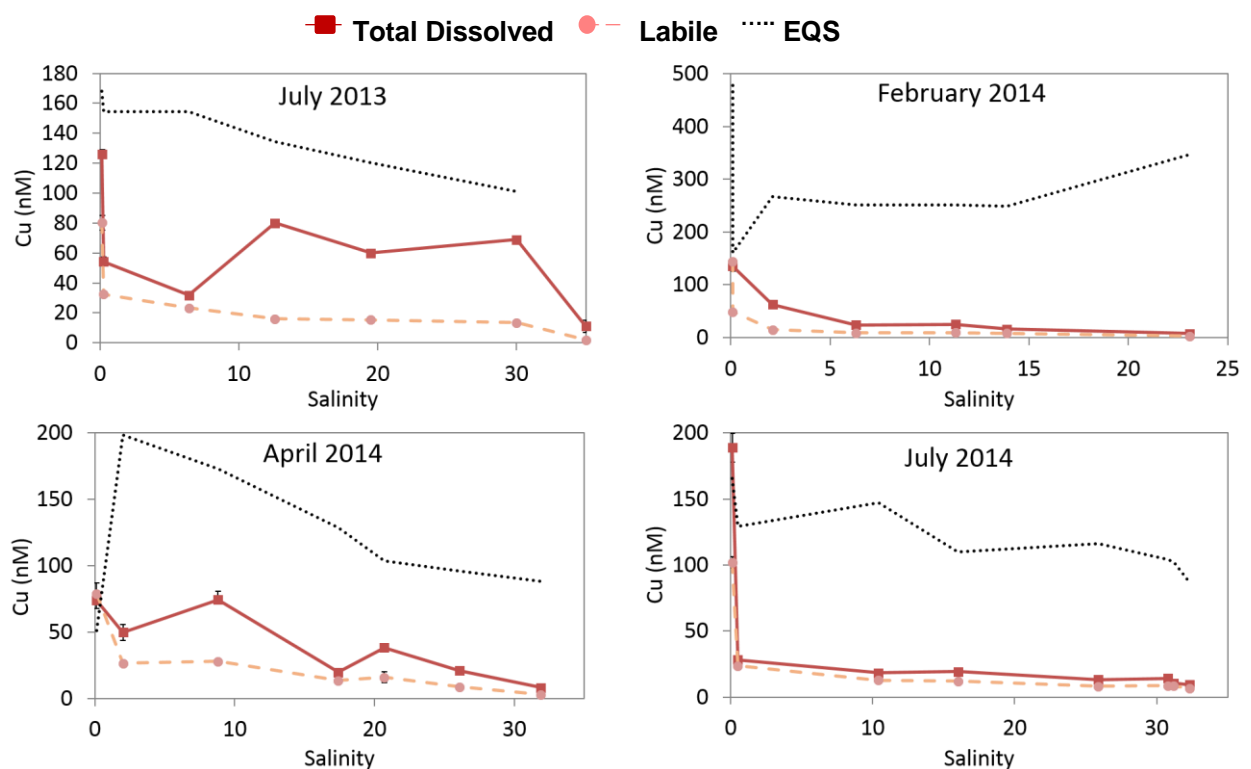 Total Dissolved Labile EQS
July 2013
Cu (nM)
180
160
140
120
100
80
60
40
20
0
0 10 20 30
Salinity
February 2014
Cu (nM)
500
400
300
200
100
0
0 5 10 15 20 25
Salinity
April 2014
Cu (nM)
200
150
100
50
0
0 10 20 30
Salinity
July 2014
Cu (nM)
200
150
100
50
0
0 10 20 30
Salinity